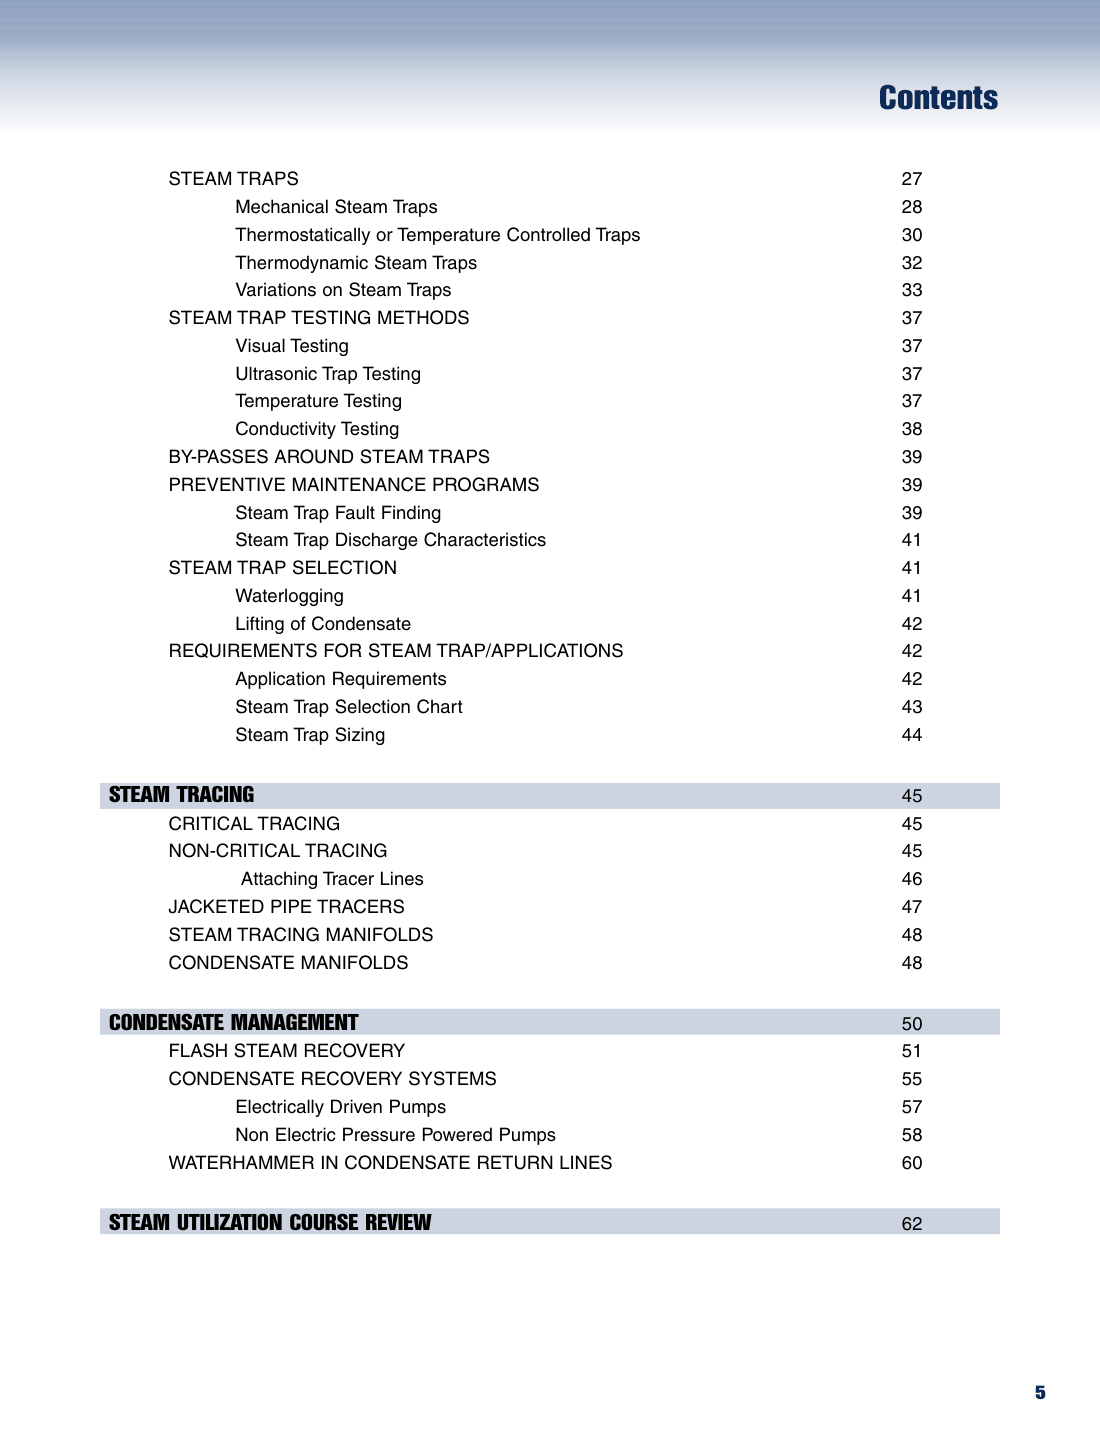 Contents
STEAM TRAPS 27
Mechanical Steam Traps 28
Thermostatically or Temperature Controlled Traps 30
Thermodynamic Steam Traps 32
Variations on Steam Traps 33
STEAM TRAP TESTING METHODS 37
Visual Testing 37
Ultrasonic Trap Testing 37
Temperature Testing 37
Conductivity Testing 38
BY-PASSES AROUND STEAM TRAPS 39
PREVENTIVE MAINTENANCE PROGRAMS 39
Steam Trap Fault Finding 39
Steam Trap Discharge Characteristics 41
STEAM TRAP SELECTION 41
Waterlogging 41
Lifting of Condensate 42
REQUIREMENTS FOR STEAM TRAP/APPLICATIONS 42
Application Requirements 42
Steam Trap Selection Chart 43
Steam Trap Sizing 44
STEAM TRACING 45
CRITICAL TRACING 45
NON-CRITICAL TRACING 45
Attaching Tracer Lines 46
JACKETED PIPE TRACERS 47
STEAM TRACING MANIFOLDS 48
CONDENSATE MANIFOLDS 48
CONDENSATE MANAGEMENT 50
FLASH STEAM RECOVERY 51
CONDENSATE RECOVERY SYSTEMS 55
Electrically Driven Pumps 57
Non Electric Pressure Powered Pumps 58
WATERHAMMER IN CONDENSATE RETURN LINES 60
STEAM UTILIZATION COURSE REVIEW 62
5